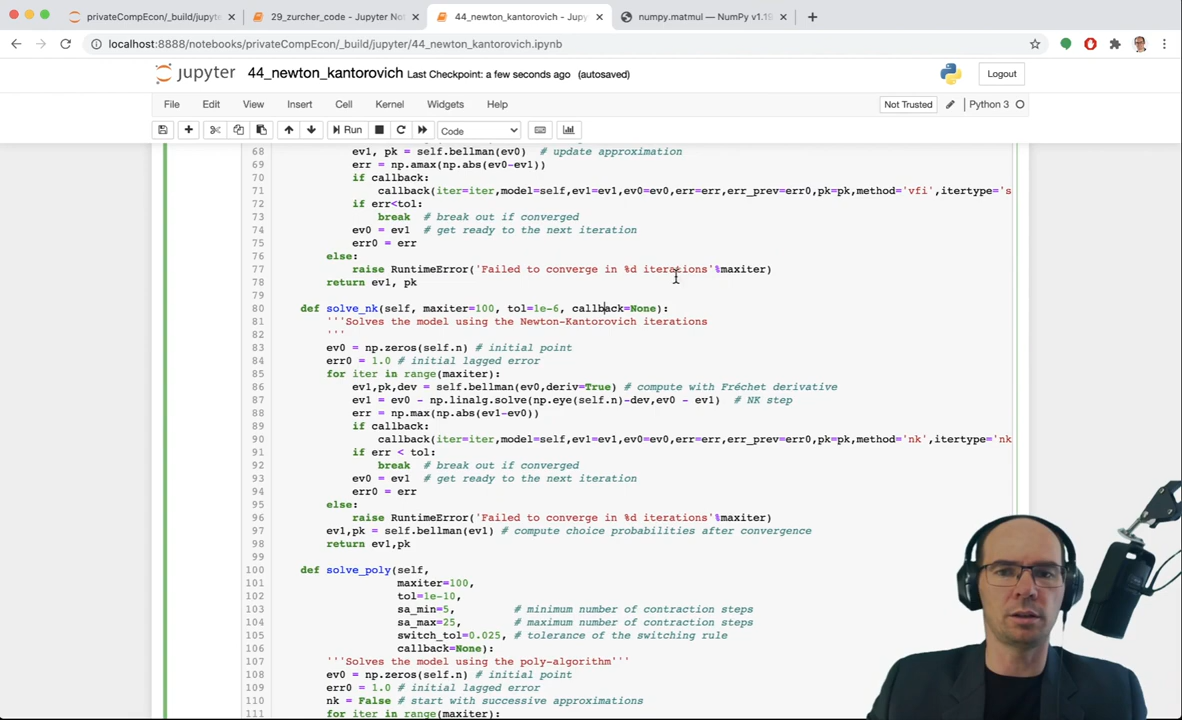 privateCompEcon/_build/jupyte
29_zurcher_code - Jupyter No
44_newton_kantorovich - Jupy
numpy.matmul — NumPy v1.1
localhost:8888/notebooks/privateCompEcon/_build/jupyter/44_newton_kantorovich.ipynb
jupyter 44_newton_kantorovich Last Checkpoint: a few seconds ago (autosaved)
Logout
File Edit View Insert Cell Kernel Widgets Help
Not Trusted Python 3
Run Code
68 ev1, pk = self.bellman(ev0) # update approximation
69 err = np.amax(np.abs(ev0-ev1))
70 if callback:
71 callback(iter=iter,model=self,ev1=ev1,ev0=ev0,err=err,err_prev=err0,pk=pk,method='vfi',itertype='s
72 if err<tol:
73 break # break out if converged
74 ev0 = ev1 # get ready to the next iteration
75 err0 = err
76 else:
77 raise RuntimeError('Failed to converge in %d iterations'%maxiter)
78 return ev1, pk
79
80 def solve_nk(self, maxiter=100, tol=1e-6, callback=None):
81 '''Solves the model using the Newton-Kantorovich iterations
82 '''
83 ev0 = np.zeros(self.n) # initial point
84 err0 = 1.0 # initial lagged error
85 for iter in range(maxiter):
86 ev1,pk,dev = self.bellman(ev0,deriv=True) # compute with Fréchet derivative
87 ev1 = ev0 - np.linalg.solve(np.eye(self.n)-dev,ev0 - ev1) # NK step
88 err = np.max(np.abs(ev1-ev0))
89 if callback:
90 callback(iter=iter,model=self,ev1=ev1,ev0=ev0,err=err,err_prev=err0,pk=pk,method='nk',itertype='nk
91 if err < tol:
92 break # break out if converged
93 ev0 = ev1 # get ready to the next iteration
94 err0 = err
95 else:
96 raise RuntimeError('Failed to converge in %d iterations'%maxiter)
97 ev1,pk = self.bellman(ev1) # compute choice probabilities after convergence
98 return ev1,pk
99
100 def solve_poly(self,
101 maxiter=100,
102 tol=1e-10,
103 sa_min=5, # minimum number of contraction steps
104 sa_max=25, # maximum number of contraction steps
105 switch_tol=0.025, # tolerance of the switching rule
106 callback=None):
107 '''Solves the model using the poly-algorithm'''
108 ev0 = np.zeros(self.n) # initial point
109 err0 = 1.0 # initial lagged error
110 nk = False # start with successive approximations
111 for iter in range(maxiter):